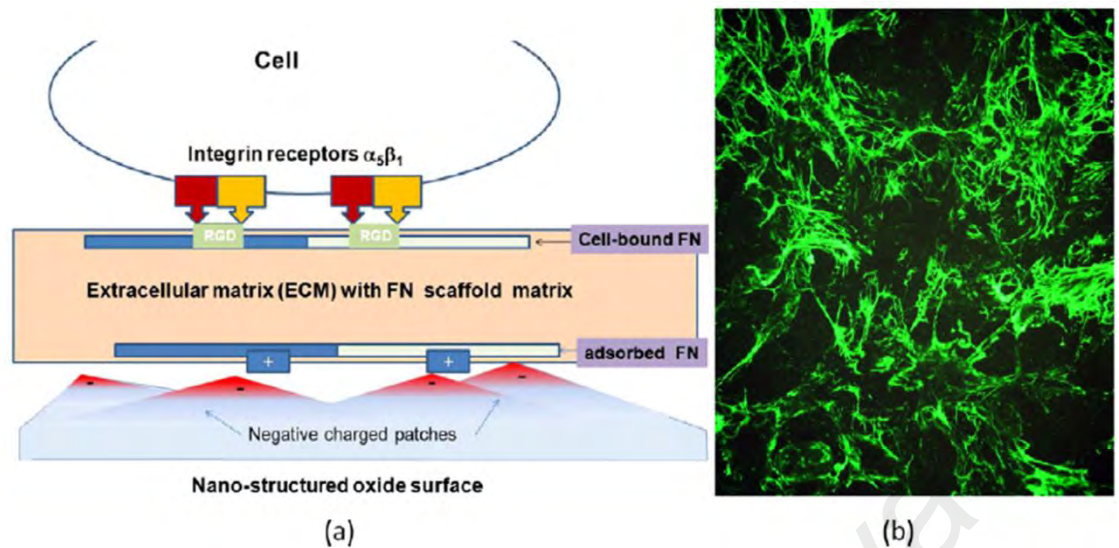 Cell
Integrin receptors α5β1
RGD RGD
Cell-bound FN
Extracellular matrix (ECM) with FN scaffold matrix
+ +
adsorbed FN
- - - -
Negative charged patches
Nano-structured oxide surface
(a) (b)